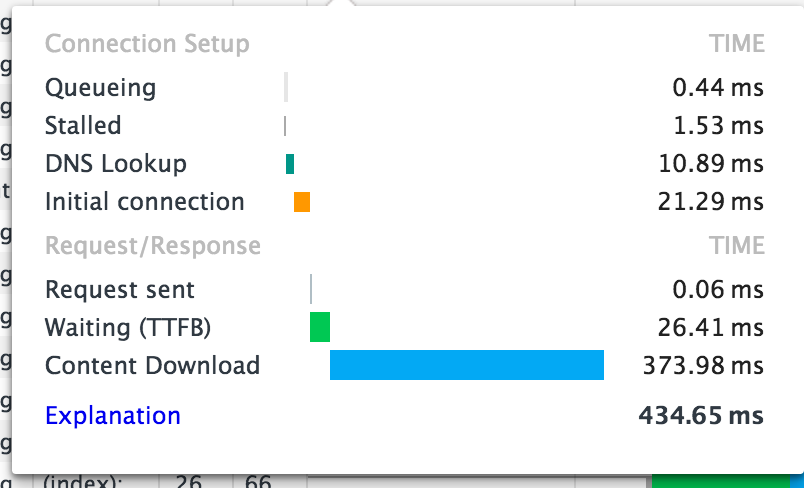 Connection Setup TIME
Queueing 0.44 ms
Stalled 1.53 ms
DNS Lookup 10.89 ms
Initial connection 21.29 ms
Request/Response TIME
Request sent 0.06 ms
Waiting (TTFB) 26.41 ms
Content Download 373.98 ms
Explanation 434.65 ms
(index): 26 66